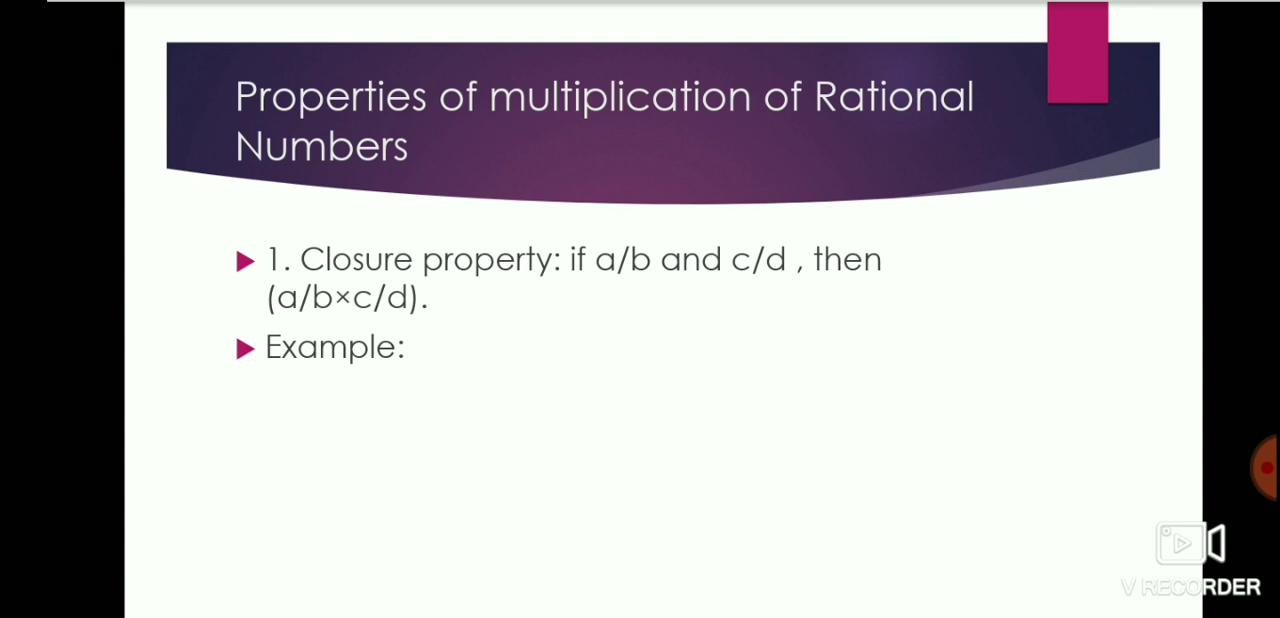 Properties of multiplication of Rational
Numbers
1. Closure property: if a/b and c/d , then
(a/b×c/d).
Example:
V RECORDER